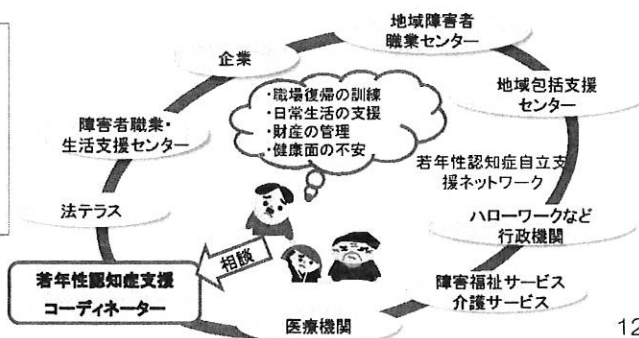 地域障害者
職業センター
企業
・職場復帰の訓練
・日常生活の支援
・財産の管理
・健康面の不安
地域包括支援
センター
障害者職業・
生活支援センター
若年性認知症自立支
援ネットワーク
法テラス
ハローワークなど
行政機関
相談
若年性認知症支援
コーディネーター
障害福祉サービス
介護サービス
医療機関
12